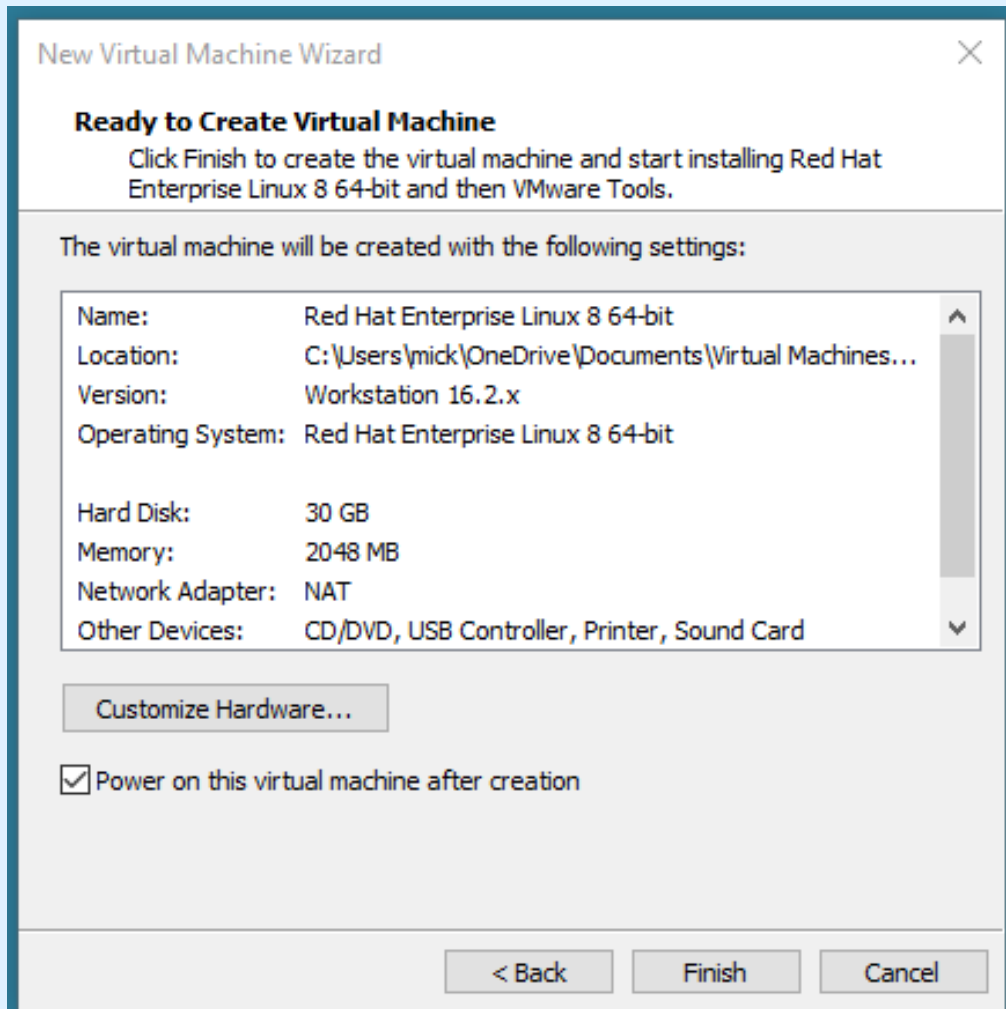 New Virtual Machine Wizard
Ready to Create Virtual Machine
Click Finish to create the virtual machine and start installing Red Hat
Enterprise Linux 8 64-bit and then VMware Tools.
The virtual machine will be created with the following settings:
Name: Red Hat Enterprise Linux 8 64-bit
Location: C:\Users\mick\OneDrive\Documents\Virtual Machines...
Version: Workstation 16.2.x
Operating System: Red Hat Enterprise Linux 8 64-bit
Hard Disk: 30 GB
Memory: 2048 MB
Network Adapter: NAT
Other Devices: CD/DVD, USB Controller, Printer, Sound Card
Customize Hardware...
Power on this virtual machine after creation
< Back Finish Cancel